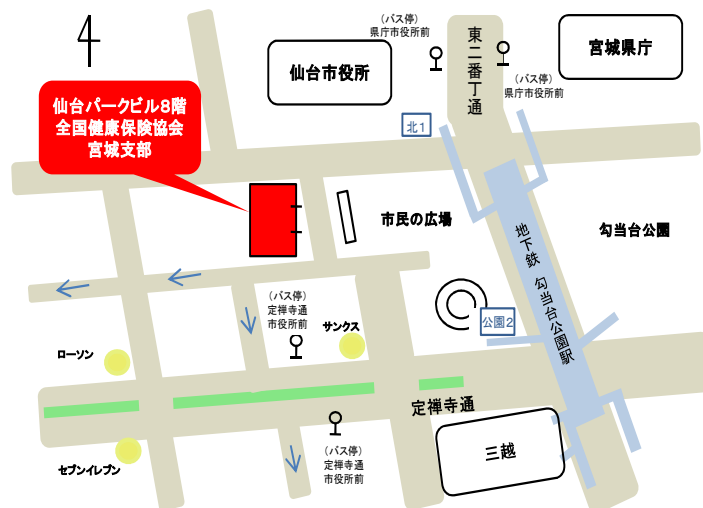 (バス停)
県庁市役所前
東二番丁通
宮城県庁
仙台市役所
(バス停)
県庁市役所前
仙台パークビル8階
全国健康保険協会
宮城支部
北1
市民の広場
勾当台公園
地下鉄 勾当台公園駅
(バス停)
定禅寺通
市役所前
サンクス
公園2
ローソン
定禅寺通
(バス停)
定禅寺通
市役所前
三越
セブンイレブン